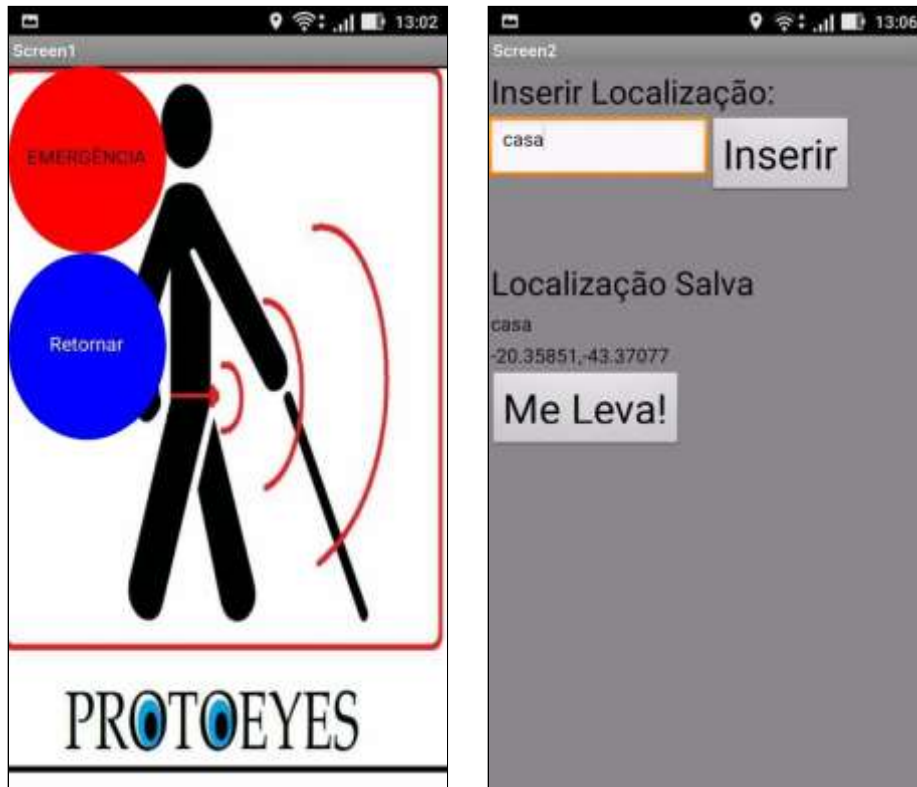 13:02
Screen1
EMERGÊNCIA
Retornar
PROTOEYES
13:06
Screen2
Inserir Localização:
casa
Inserir
Localização Salva
casa
-20.35851,-43.37077
Me Leva!